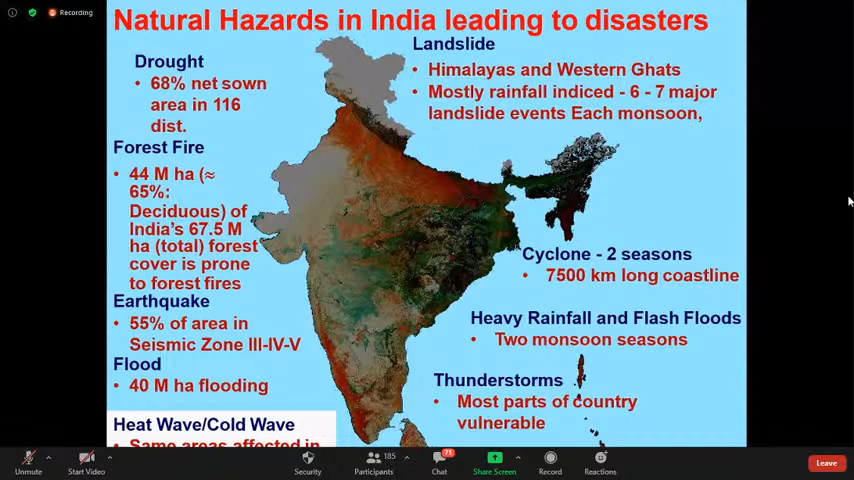 Recording
Natural Hazards in India leading to disasters
Drought
• 68% net sown
area in 116
dist.
Forest Fire
• 44 M ha (≈
65%:
Deciduous) of
India's 67.5 M
ha (total) forest
cover is prone
to forest fires
Earthquake
• 55% of area in
Seismic Zone III-IV-V
Flood
• 40 M ha flooding
Heat Wave/Cold Wave
• Same areas affected in
Landslide
• Himalayas and Western Ghats
• Mostly rainfall indiced - 6 - 7 major
landslide events Each monsoon,
Cyclone - 2 seasons
• 7500 km long coastline
Heavy Rainfall and Flash Floods
• Two monsoon seasons
Thunderstorms
• Most parts of country
vulnerable
Unmute
Start Video
Security
Participants
185
Chat
71
Share Screen
Record
Reactions
Leave